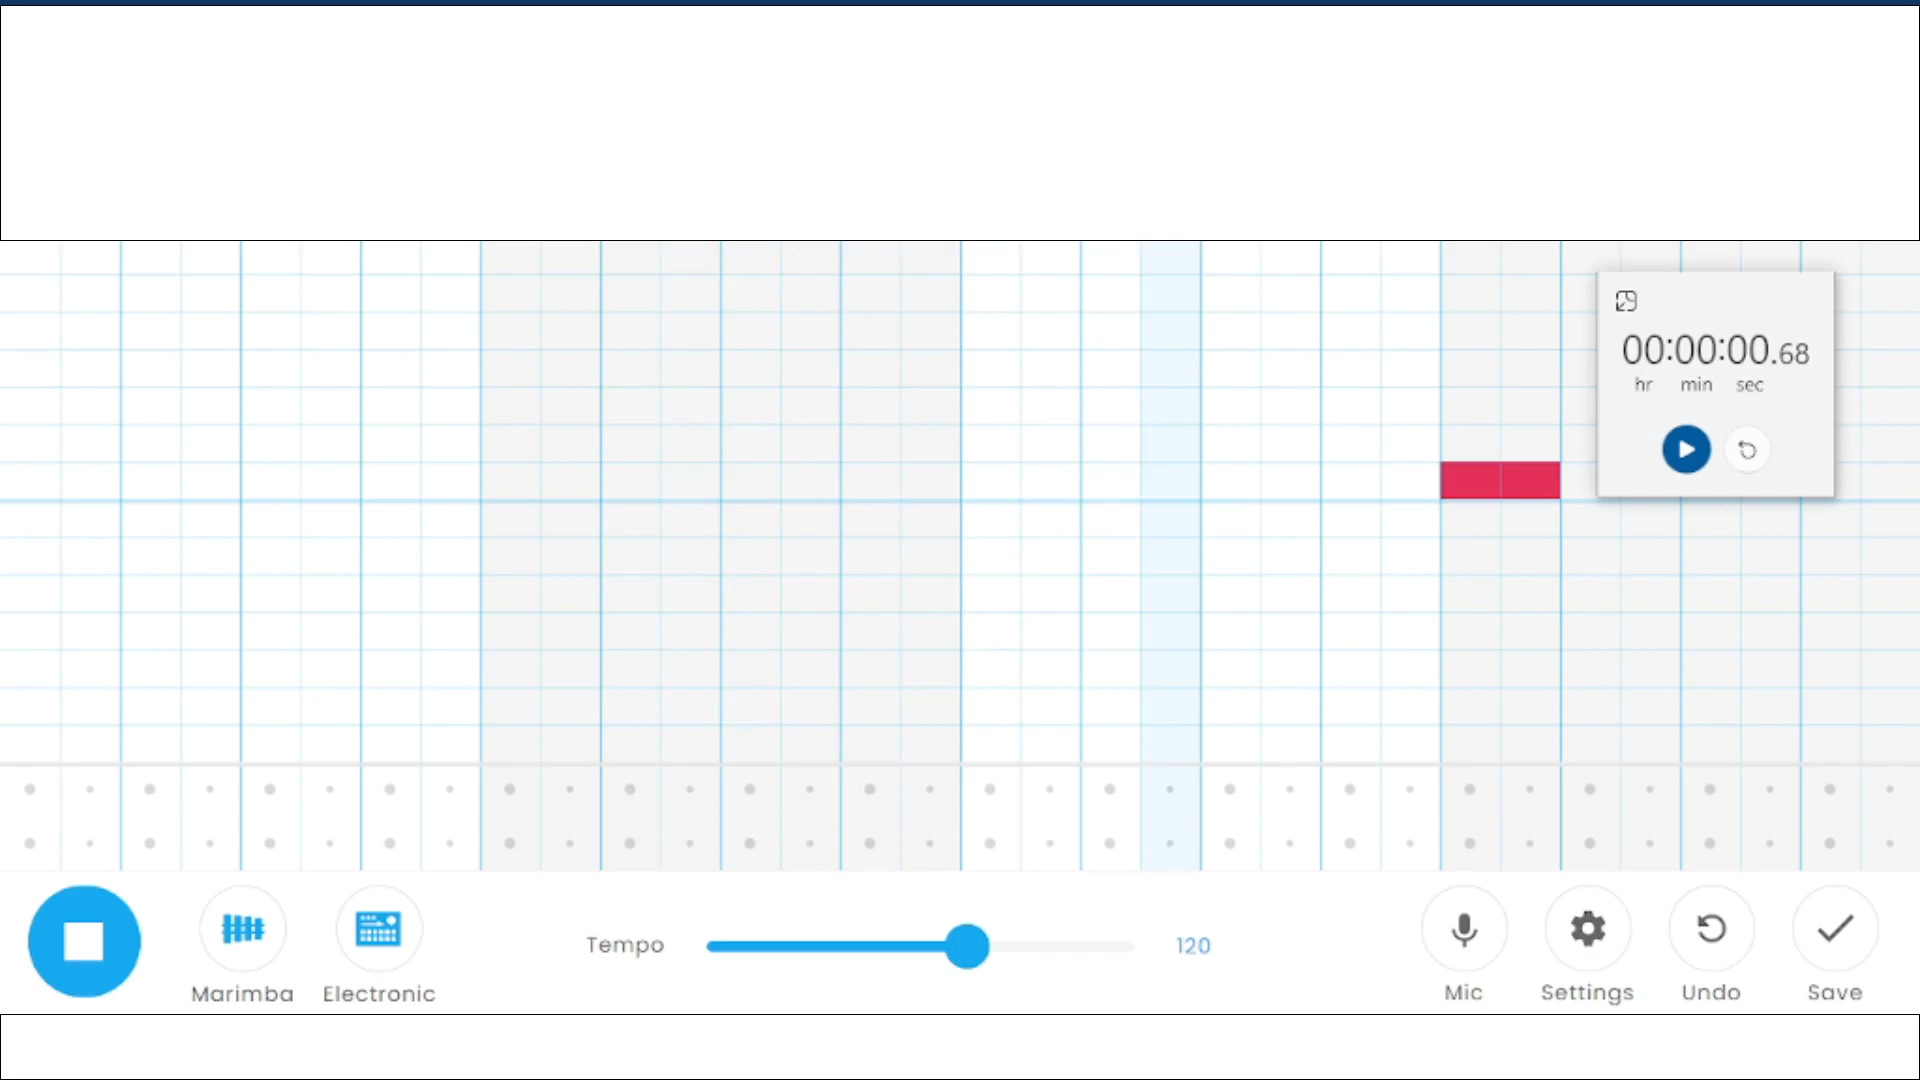 00:00:00.68
hr min sec
Tempo 120
Marimba Electronic
Mic Settings Undo Save